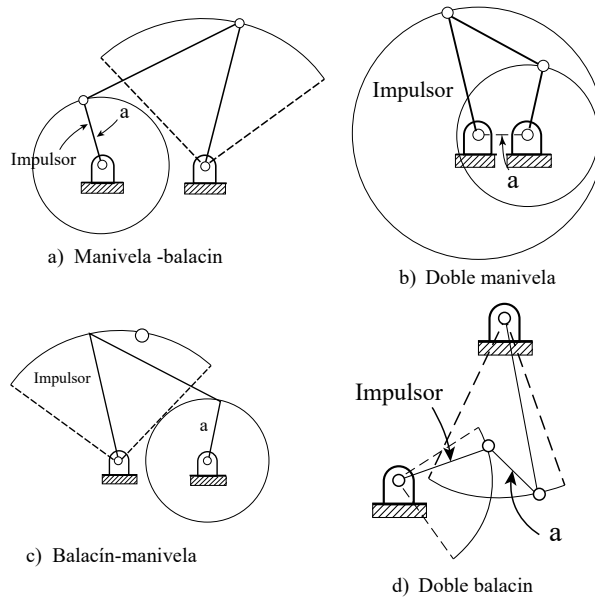 a
Impulsor
a) Manivela -balacin
Impulsor
a
b) Doble manivela
Impulsor
a
c) Balacín-manivela
Impulsor
a
d) Doble balacin